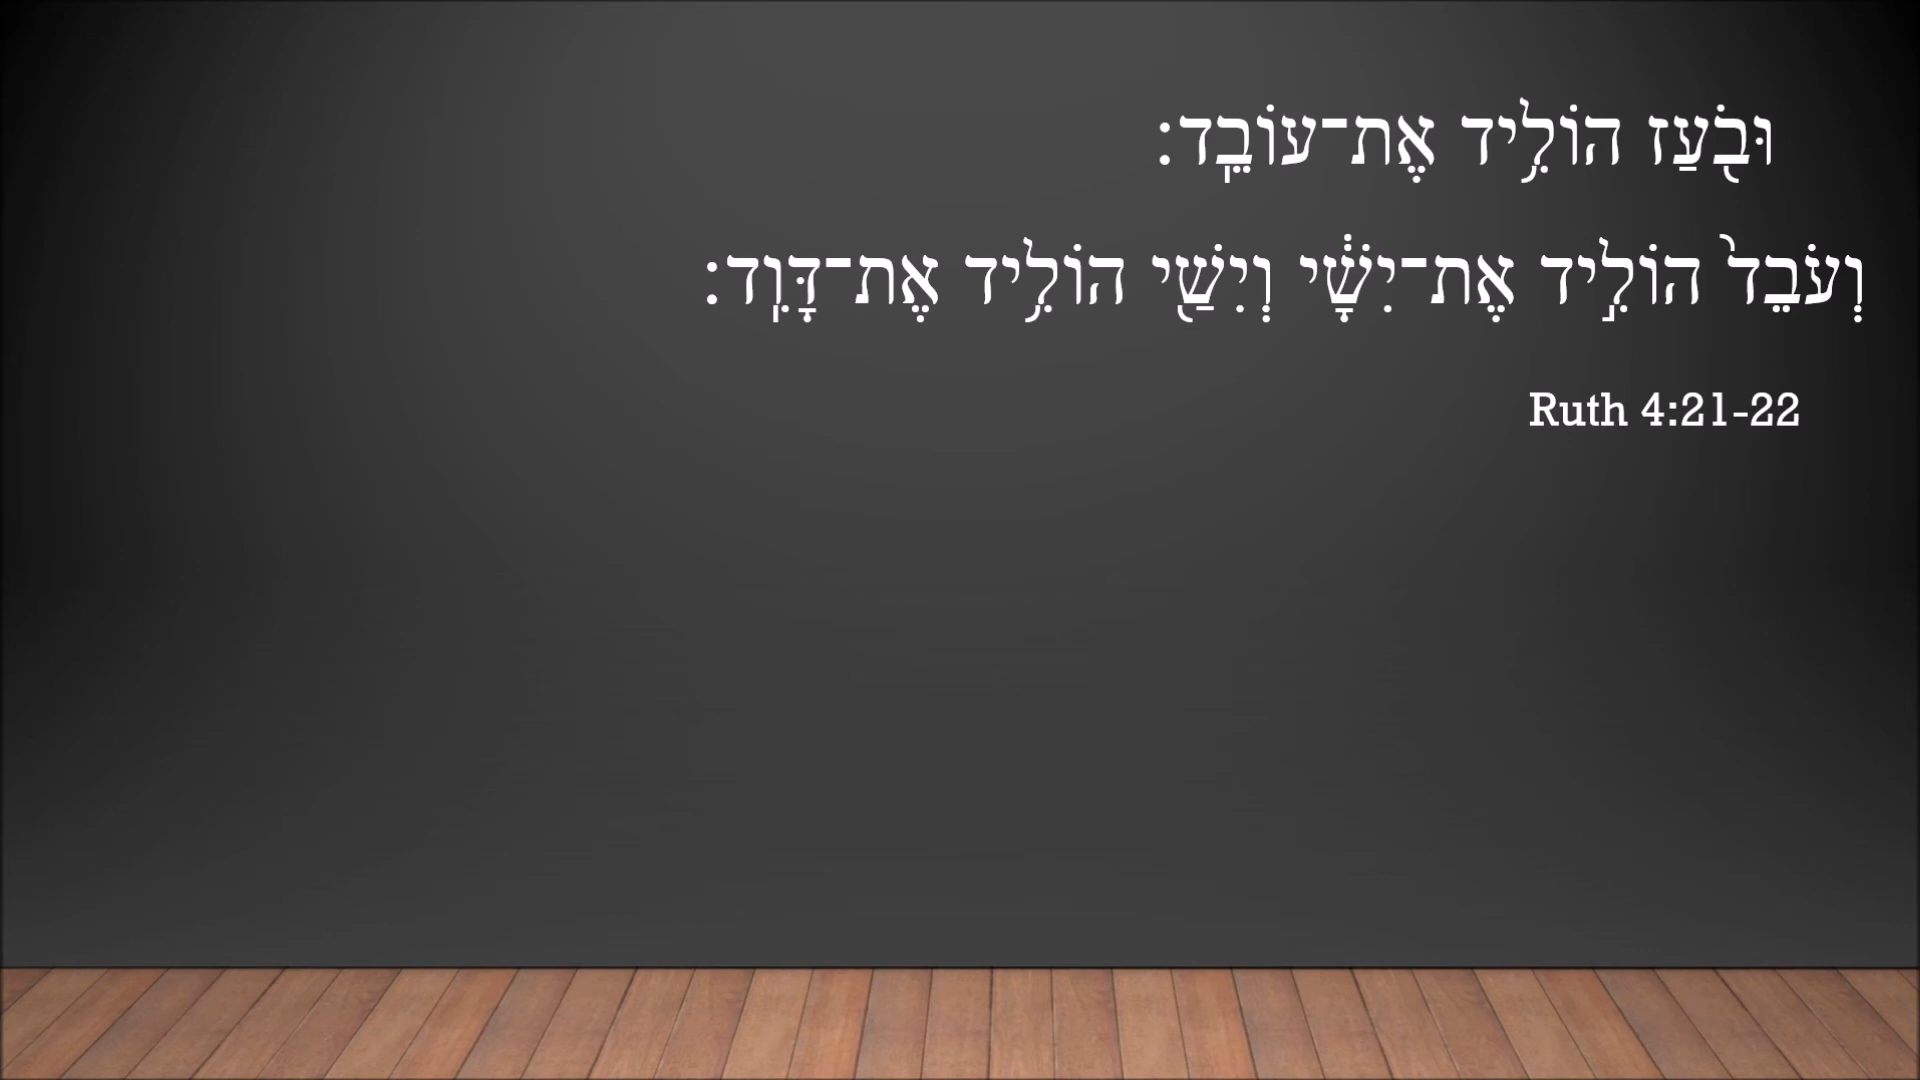 וּבֹ֖עַז הוֹלִ֥יד אֶת־עוֹבֵֽד׃
וְעֹבֵד֙ הוֹלִ֣יד אֶת־יִשָׁ֔י וְיִשַׁ֖י הוֹלִ֥יד אֶת־דָּוִֽד׃
Ruth 4:21-22